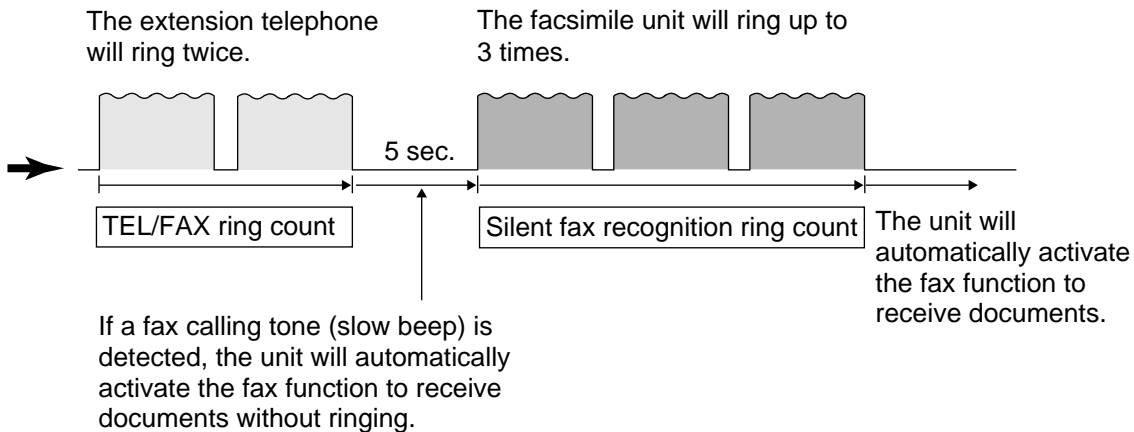 The extension telephone
will ring twice.
The facsimile unit will ring up to
3 times.
5 sec.
TEL/FAX ring count
Silent fax recognition ring count
The unit will
automatically activate
the fax function to
receive documents.
If a fax calling tone (slow beep) is
detected, the unit will automatically
activate the fax function to receive
documents without ringing.